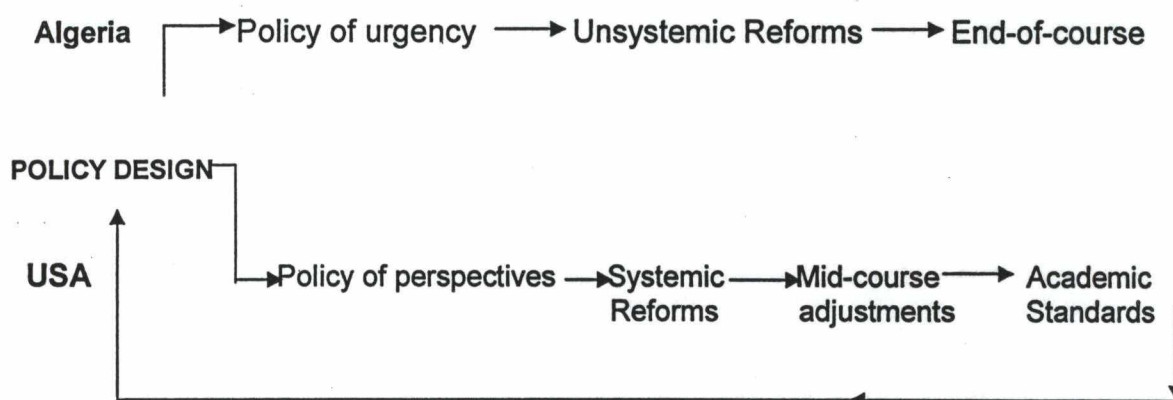 Algeria Policy of urgency Unsystemic Reforms End-of-course
POLICY DESIGN
USA Policy of perspectives Systemic Mid-course Academic
Reforms adjustments Standards